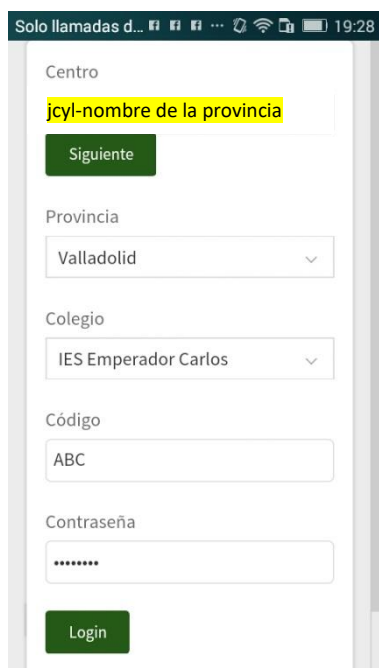 Solo llamadas d... 19:28
Centro
jcyl-nombre de la provincia
Siguiente
Provincia
Valladolid
Colegio
IES Emperador Carlos
Código
ABC
Contraseña
••••••••
Login